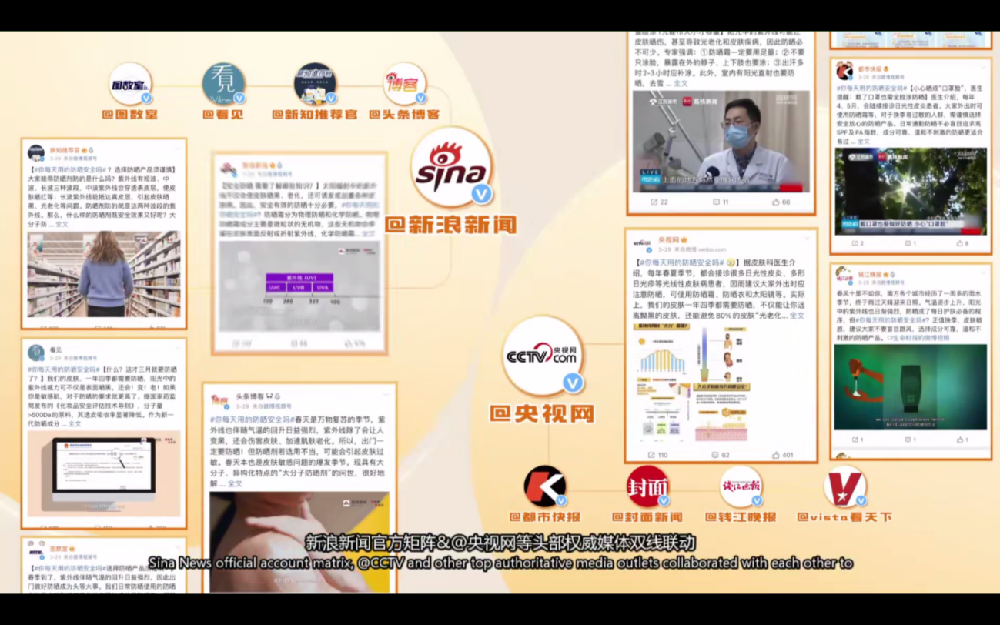 @图数室
@看见
@新知推荐官
@头条博客
看見
博客
sina
@新浪新闻
新知推荐官
3-29 来自微博视频号
【#你每天用的防晒安全吗#？选择防晒产品须谨慎】
大家晓得防晒剂防的是什么吗？紫外线有短波、中
波、长波三种波段，中波紫外线会穿透表皮层，使皮
肤晒红等；长波紫外线能抵达真皮层，引起皮肤晒
黑、光老化等问题。防晒剂防的就是这两种波段的紫
外线。那么，什么样的防晒剂既安全效果又好呢？大
分子防 ... 全文
看见
3-29 来自微博视频号
#你每天用的防晒安全吗#【什么？这才三月就要防晒
了？】我们的皮肤，一年四季都需要防晒。阳光中的
紫外线威力可不仅是表面晒黑，还会！变！老！如果
你是敏感肌，对于防晒的要求就更高了。据国家药监
局发布的《化妆品安全评估技术导则》，分子量
>500Da的原料，其透皮吸收率显著降低。作为新一
代防晒成分 ... 全文
图数室
3-29 来自微博视频号
【#你每天用的防晒安全吗#选择防晒产品
春季到了，紫外线伴随气温的回升日益强烈，因此出
门做好防晒成为头等大事。我们日常防晒使用的防晒
紫外线 (UV)
UVC UVB UVA
100 280 320 400
头条博客
3-29 来自微博视频号
#你每天用的防晒安全吗#春天是万物复苏的季节，紫
外线也伴随气温的回升日益强烈，紫外线除了会让人
变黑，还会伤害皮肤、加速肌肤老化。所以，出门一
定要防晒！但防晒剂若选用不当，可能会引起皮肤过
敏。春天本也是皮肤敏感问题的爆发季节。现具有大
分子、异构化特点的“大分子防晒剂”的问世，很好地
解 ... 全文
皮肤晒伤，甚至导致光老化和皮肤疾病，因此防晒必
不可少。专家强调：①防晒霜一定要用足量；②不要
只涂脸，暴露在外的脖子、上下肢也要涂；③出汗多
时2-3小时应补涂。此外，室内有阳光直射也要防
晒。去雪 ... 全文
江苏城市 荔枝新闻
荔枝网
LIVE
上面的地方
22 11 66
央视网
3-29 来自微博 weibo.com
【#你每天用的防晒安全吗#】据皮肤科医生介
绍，每年春夏季节，都会接诊很多日光性皮炎、多形
日光疹等光线性皮肤病患者。因而建议大家外出时应
注意防晒，可使用防晒霜、防晒衣和太阳镜等。实际
上，我们的皮肤一年四季都需要防晒。不仅能让你远
离黝黑的皮肤，还能避免80%的皮肤“光老化... 全文
110 62 401
都市快报
3-29 来自微博视频号
#你每天用的防晒安全吗#【小心晒成“口罩脸”，医生
提醒：戴了口罩也需全脸涂防晒】医生介绍，每年
4、5月，会陆续接诊日光性皮炎患者。大家外出时可
使用防晒霜等，对于换季易过敏的人群，需谨慎选择
安全放心的防晒产品。日常通勤防晒不必盲目追求高
SPF及PA指数，成分可靠、温和不刺激的防晒更适合
易过 ... 全文
江苏城市 荔枝新闻
LIVE
戴口罩也要做好防晒 小心“口罩脸”
2 1 8
钱江晚报
3-28 来自微博视频号
春风十里不如你，南方各个城市经历了一周多的雨水
季节，终于雨过天晴迎来日照。气温逐步上升，阳光
中的紫外线也日渐强烈，防晒成了每日护肤必备的程
序，但#你每天用的防晒安全吗#？正值换季，皮肤敏
感，建议大家不要盲目跟风，选择成分可靠、温和不
刺激的防晒产品。生命时报的微博视频
1 1 1
CCTV.com
央视网
@央视网
封面
钱江晚报
@都市快报
@封面新闻
@钱江晚报
@vista看天下
新浪新闻官方矩阵&@央视网等头部权威媒体双线联动
Sina News official account matrix, @CCTV and other top authoritative media outlets collaborated with each other to